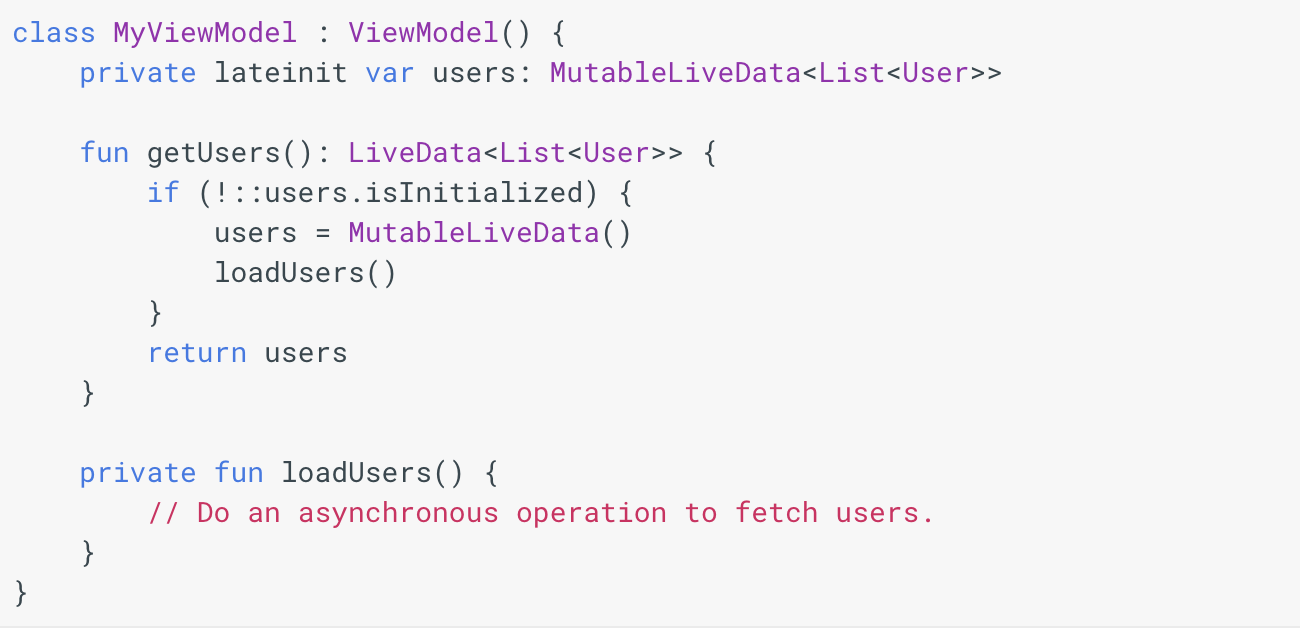 class MyViewModel : ViewModel() {
    private lateinit var users: MutableLiveData<List<User>>

    fun getUsers(): LiveData<List<User>> {
        if (!::users.isInitialized) {
            users = MutableLiveData()
            loadUsers()
        }
        return users
    }

    private fun loadUsers() {
        // Do an asynchronous operation to fetch users.
    }
}